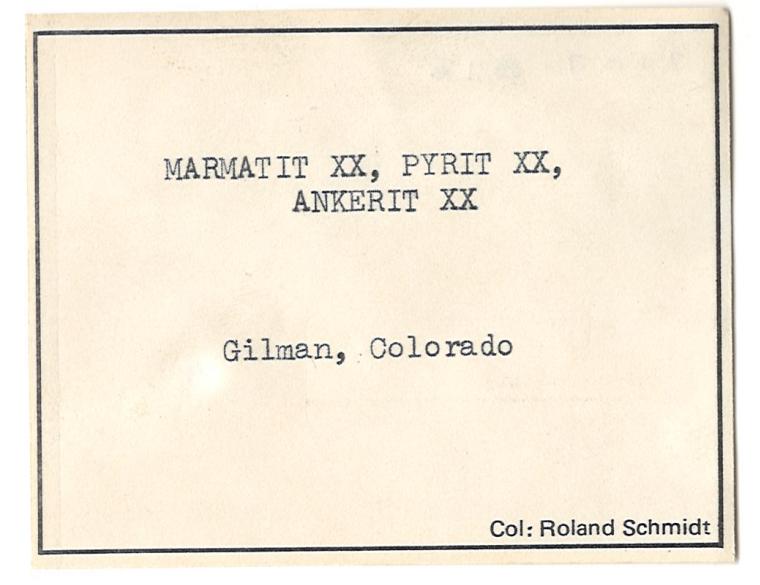 MARMATIT XX, PYRIT XX,
ANKERIT XX
Gilman, Colorado
Col: Roland Schmidt